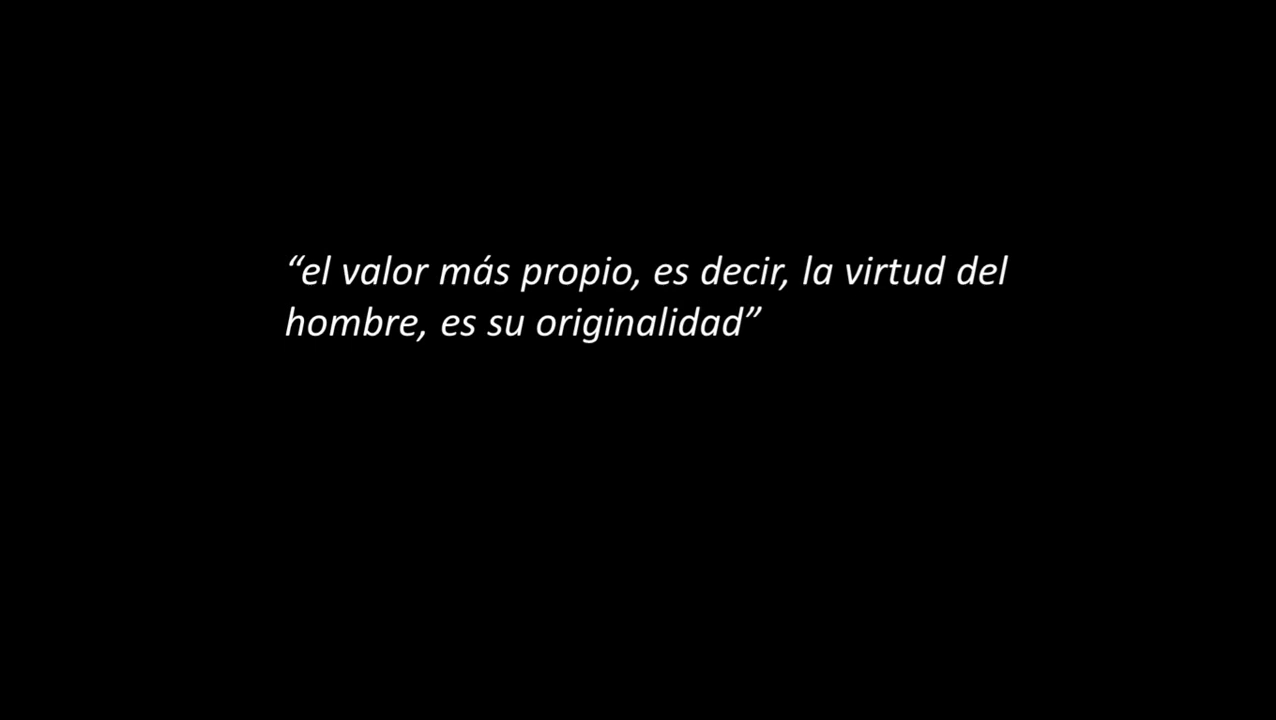 “el valor más propio, es decir, la virtud del
hombre, es su originalidad”